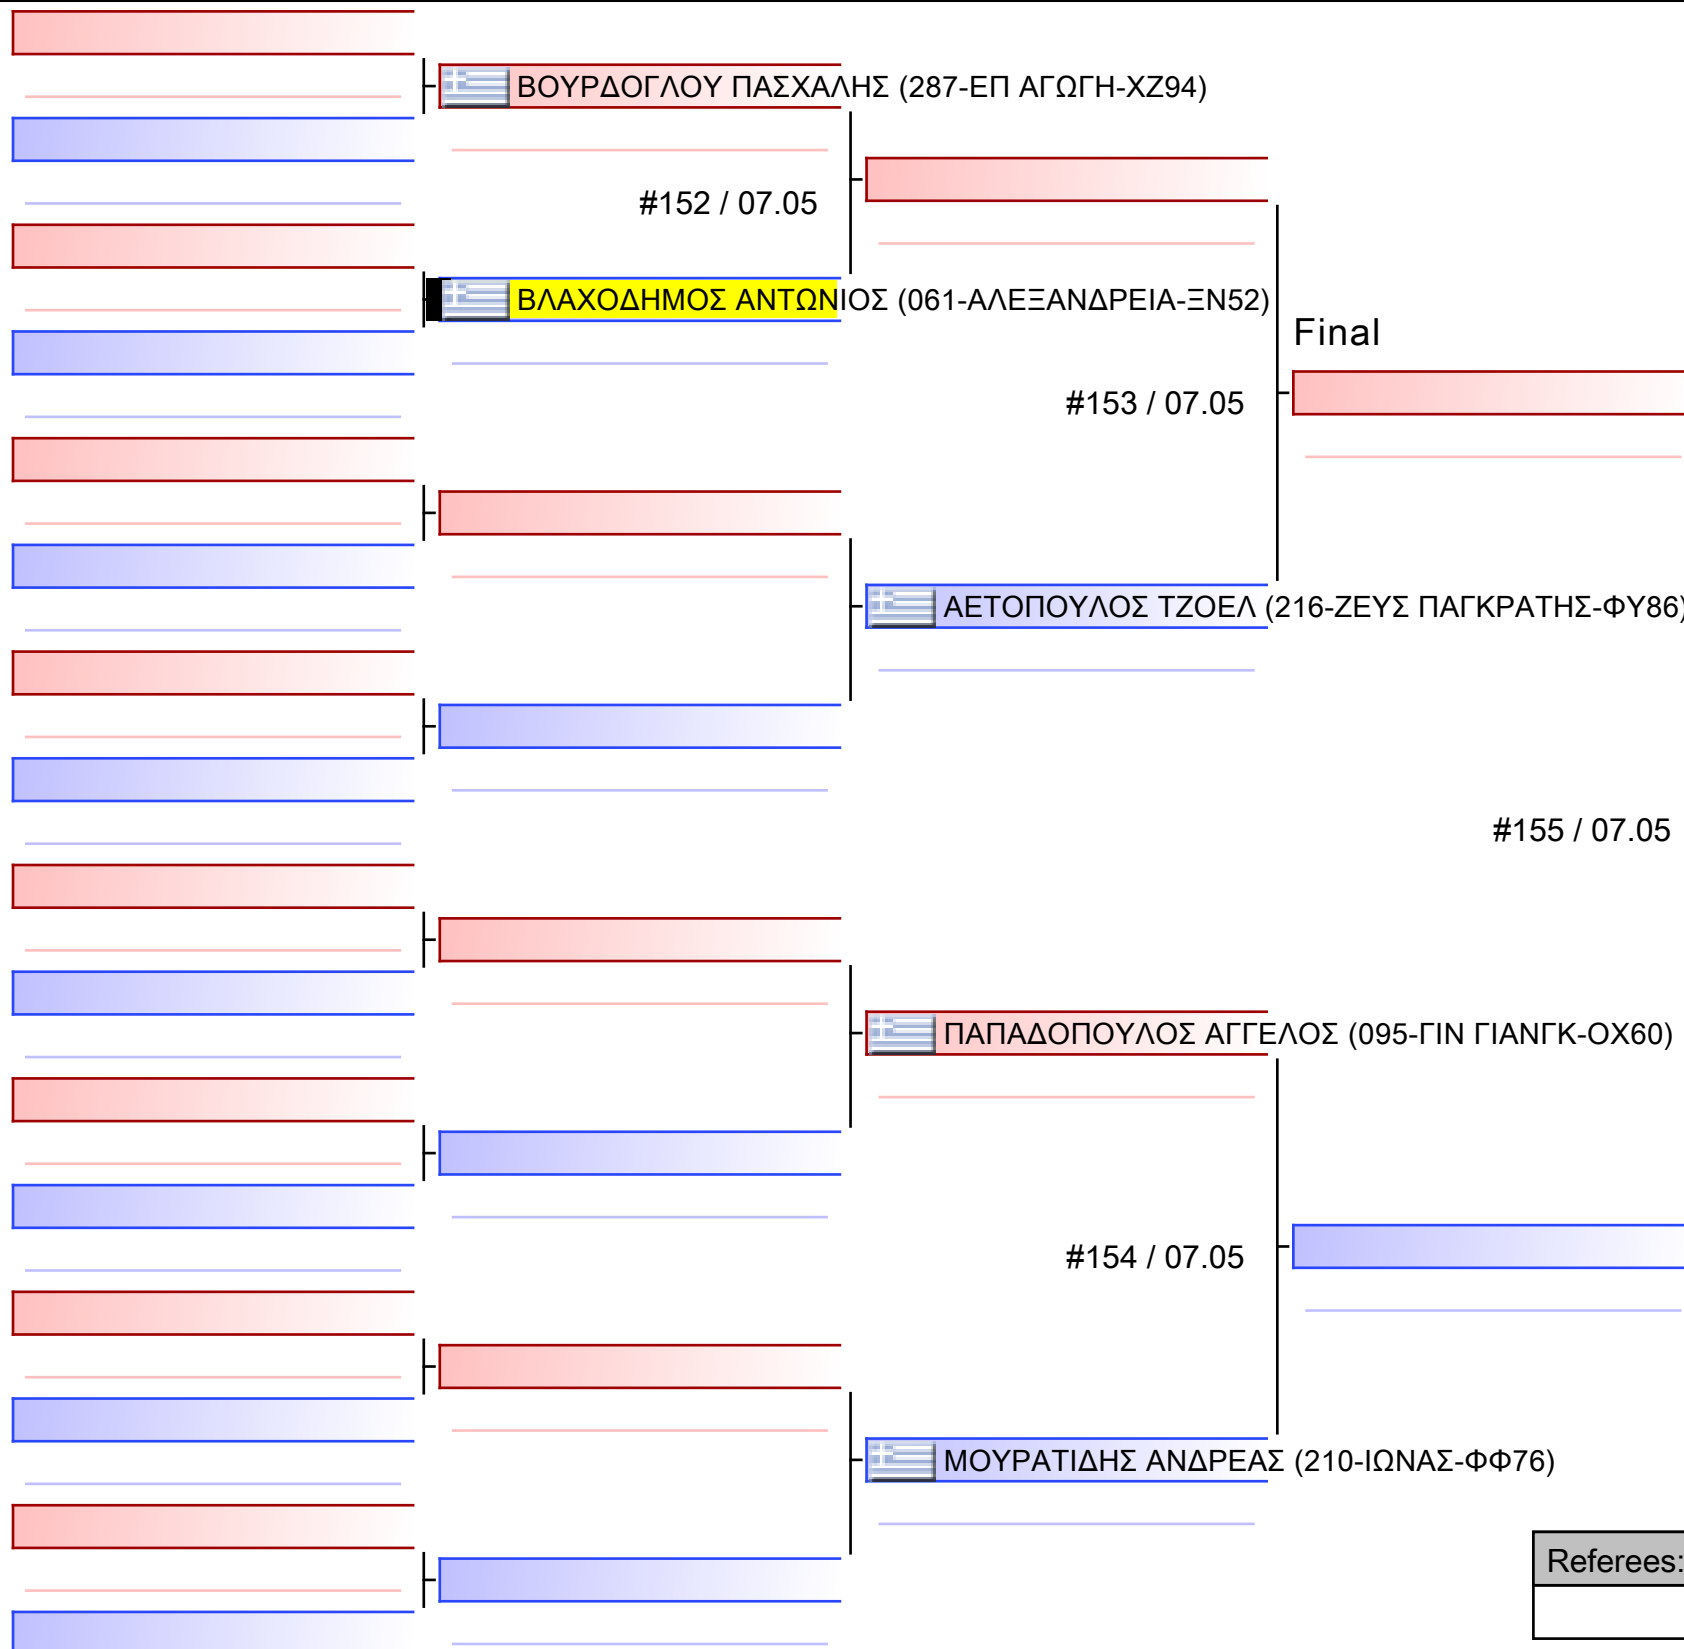 ΒΟΥΡΔΟΓΛΟΥ ΠΑΣΧΑΛΗΣ (287-ΕΠ ΑΓΩΓΗ-ΧΖ94)
#152 / 07.05
ΒΛΑΧΟΔΗΜΟΣ ΑΝΤΩΝΙΟΣ (061-ΑΛΕΞΑΝΔΡΕΙΑ-ΞΝ52)
Final
#153 / 07.05
ΑΕΤΟΠΟΥΛΟΣ ΤΖΟΕΛ (216-ΖΕΥΣ ΠΑΓΚΡΑΤΗΣ-ΦΥ86)
#155 / 07.05
ΠΑΠΑΔΟΠΟΥΛΟΣ ΑΓΓΕΛΟΣ (095-ΓΙΝ ΓΙΑΝΓΚ-ΟΧ60)
#154 / 07.05
ΜΟΥΡΑΤΙΔΗΣ ΑΝΔΡΕΑΣ (210-ΙΩΝΑΣ-ΦΦ76)
Referees: